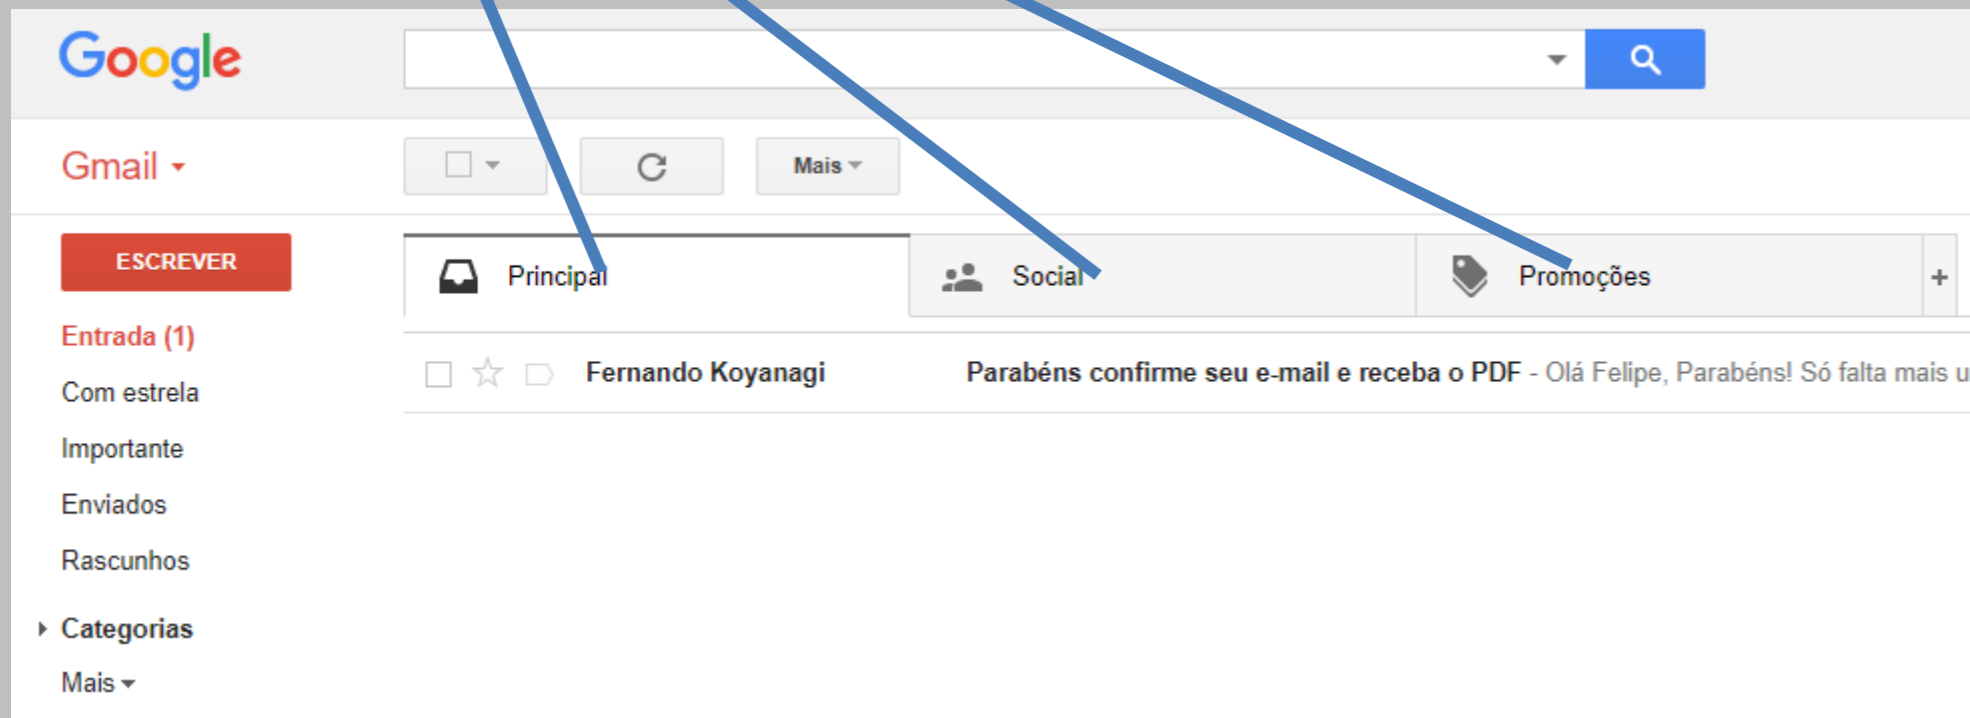 Google
Gmail
Mais
ESCREVER
Principal
Social
Promoções
+
Entrada (1)
Fernando Koyanagi
Parabéns confirme seu e-mail e receba o PDF - Olá Felipe, Parabéns! Só falta mais u
Com estrela
Importante
Enviados
Rascunhos
Categorias
Mais